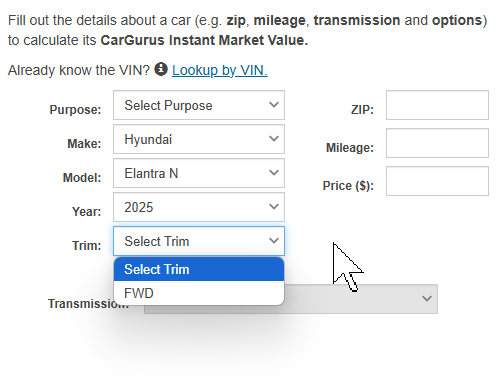 Fill out the details about a car (e.g. zip, mileage, transmission and options)
to calculate its CarGurus Instant Market Value.
Already know the VIN? Lookup by VIN.
Purpose: Select Purpose ZIP:
Make: Hyundai Mileage:
Model: Elantra N Price ($):
Year: 2025
Trim: Select Trim
Select Trim
FWD
Transmission: